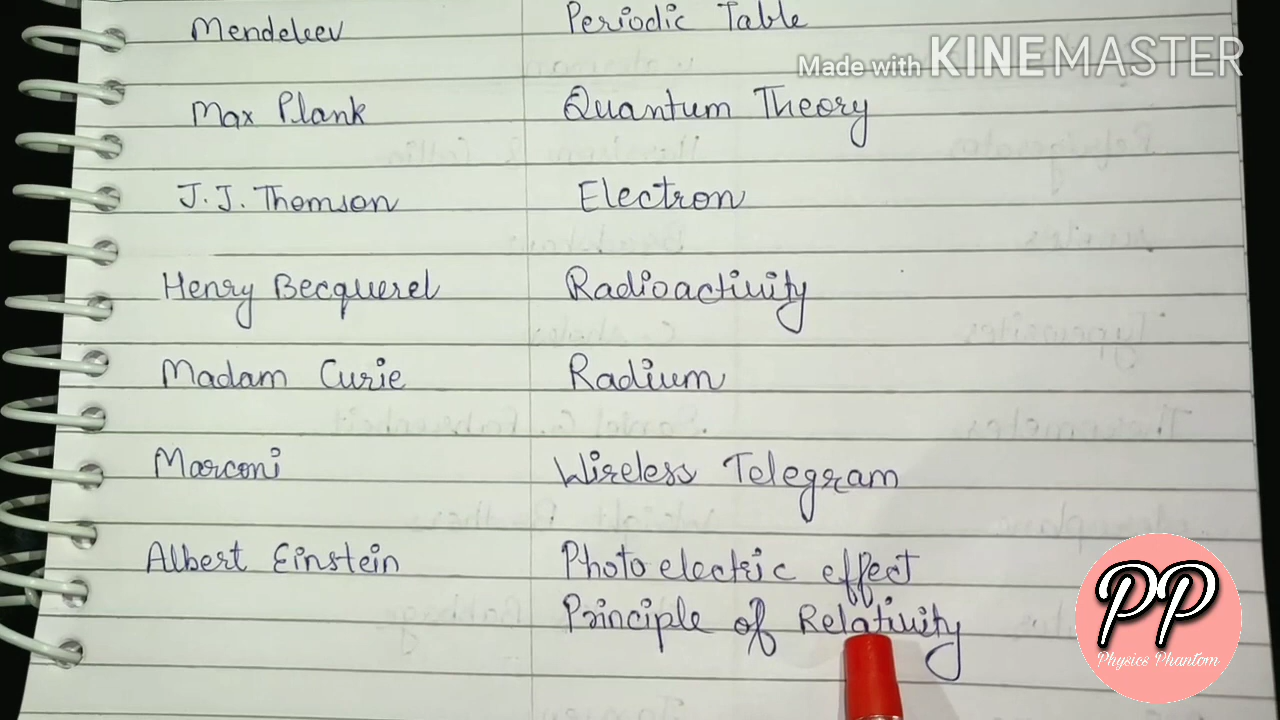 Mendeleev Periodic Table
Made with KINEMASTER
Max Plank Quantum Theory
J.J. Thomson Electron
Henry Becquerel Radioactivity
Madam Curie Radium
Marconi Wireless Telegram
Albert Einstein Photo electric effect
Principle of Relativity
PP
Physics Phantom